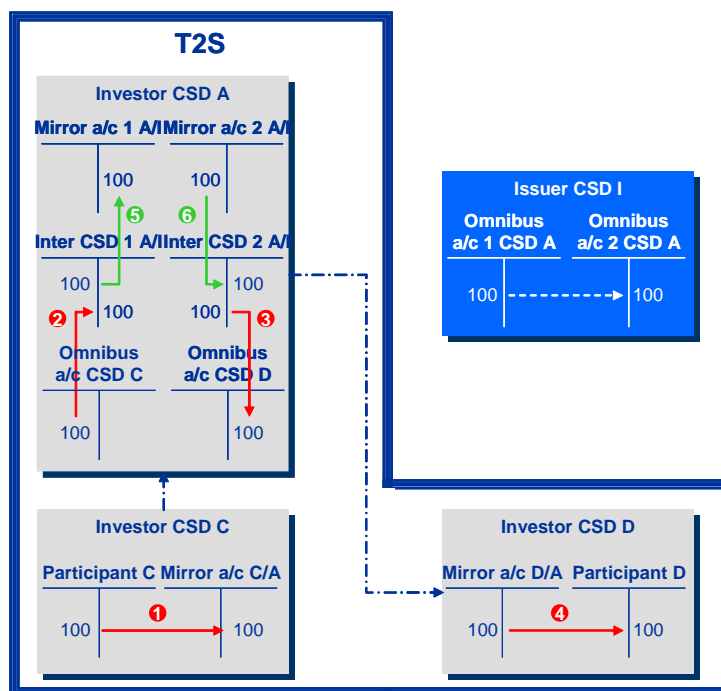 T2S
Investor CSD A
Mirror a/c 1 A/I Mirror a/c 2 A/I
100 100
5 6
Inter CSD 1 A/I Inter CSD 2 A/I
100 100
2 100 100 3
Omnibus Omnibus
a/c CSD C a/c CSD D
100 100
Issuer CSD I
Omnibus Omnibus
a/c 1 CSD A a/c 2 CSD A
100 100
Investor CSD C
Participant C Mirror a/c C/A
1
100 100
Investor CSD D
Mirror a/c D/A Participant D
4
100 100